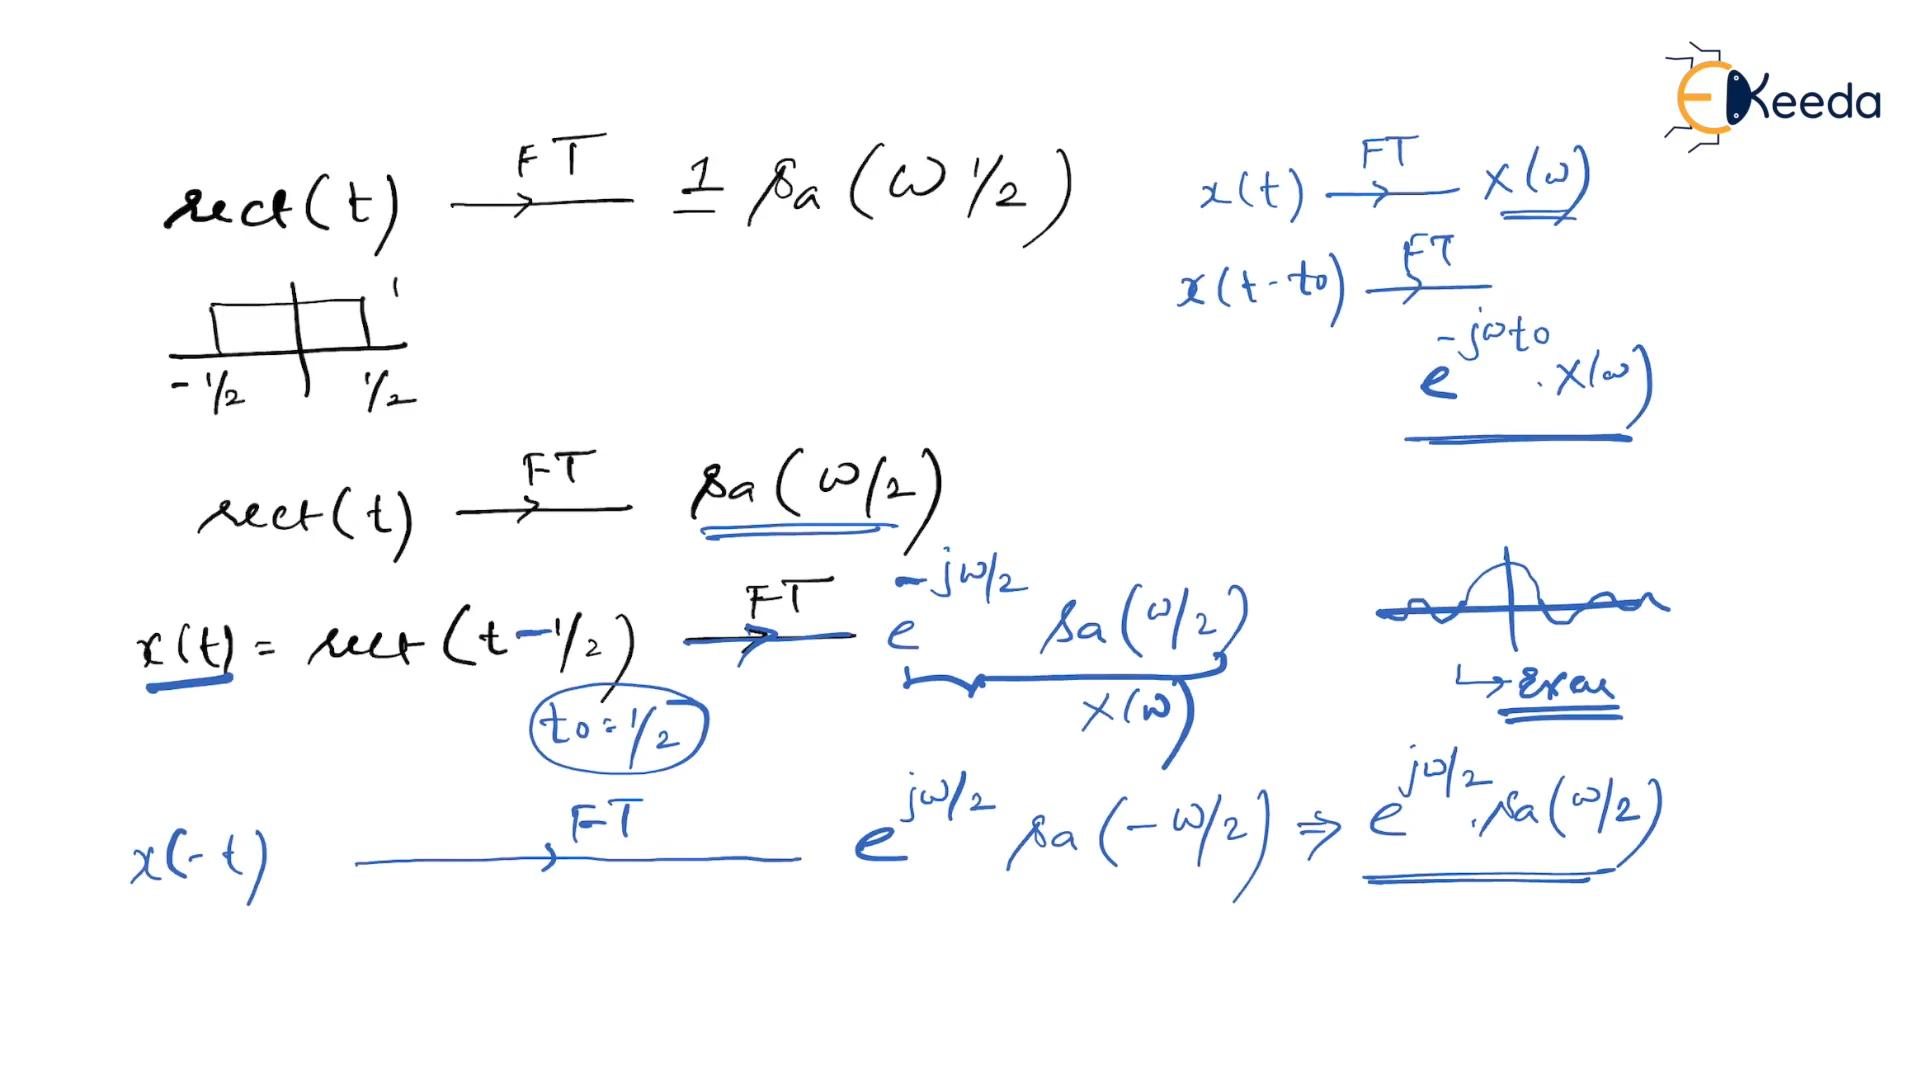 EKeeda
rect(t) FT→ 1 Sa(ω 1/2)
x(t) FT→ X(ω)
x(t-t0) FT→
e^-jωt0 . X(ω)
1
-1/2 1/2
rect(t) FT→ Sa(ω/2)
x(t) = rect(t-1/2) FT→ e^-jω/2 Sa(ω/2)
t0=1/2
X(ω)
x(-t) FT→ e^jω/2 Sa(-ω/2) ⇒ e^jω/2 . Sa(ω/2)